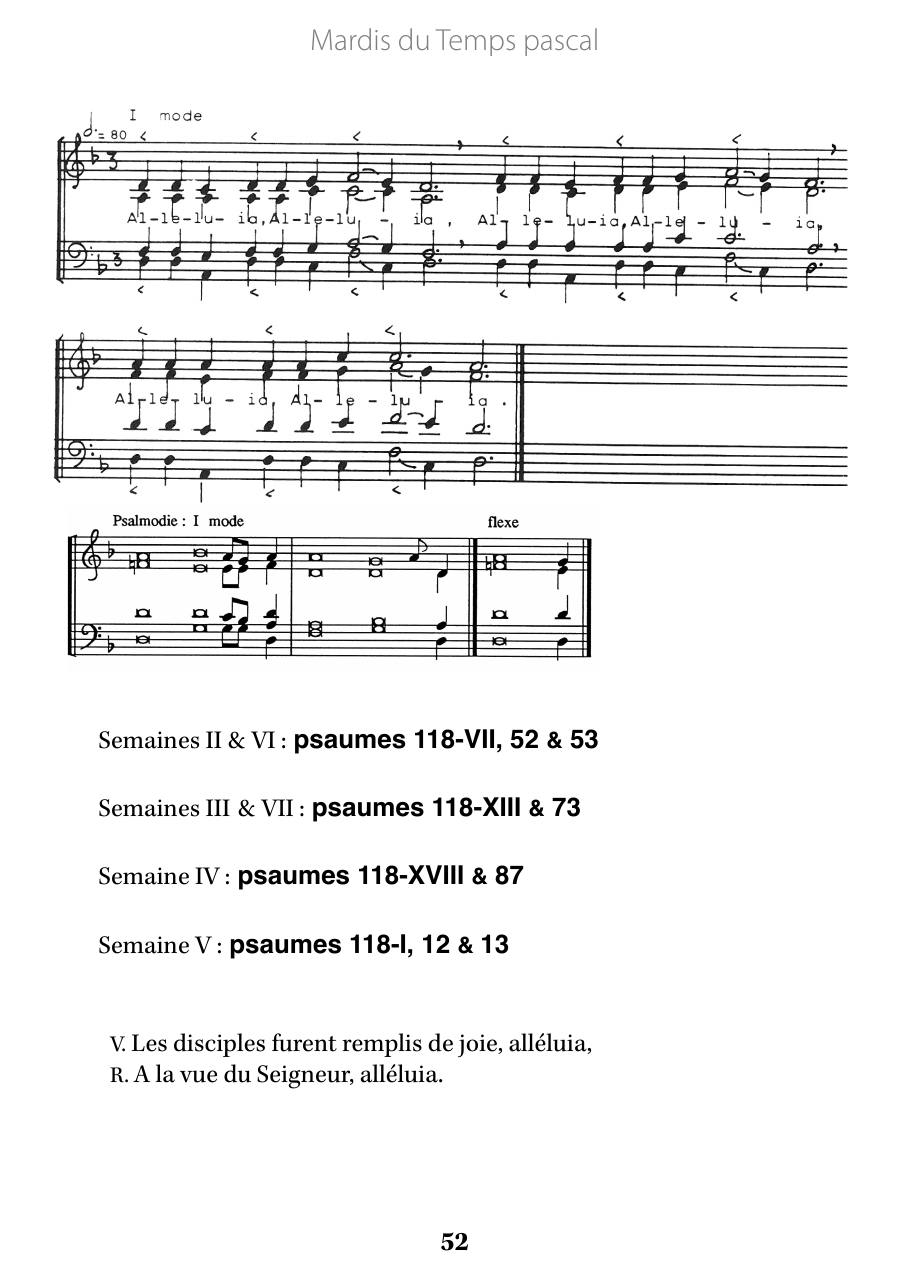 Mardis du Temps pascal
I mode
= 80
Al-le-lu- ia, Al-le-lu, - ia, Al- le- lu-ia, Al-le - lu - ia,
Al-le- lu - ia, Al- le - lu - ia.
Psalmodie : I mode flexe
Semaines II & VI : psaumes 118-VII, 52 & 53
Semaines III & VII : psaumes 118-XIII & 73
Semaine IV : psaumes 118-XVIII & 87
Semaine V : psaumes 118-I, 12 & 13
V. Les disciples furent remplis de joie, alléluia,
R. A la vue du Seigneur, alléluia.
52